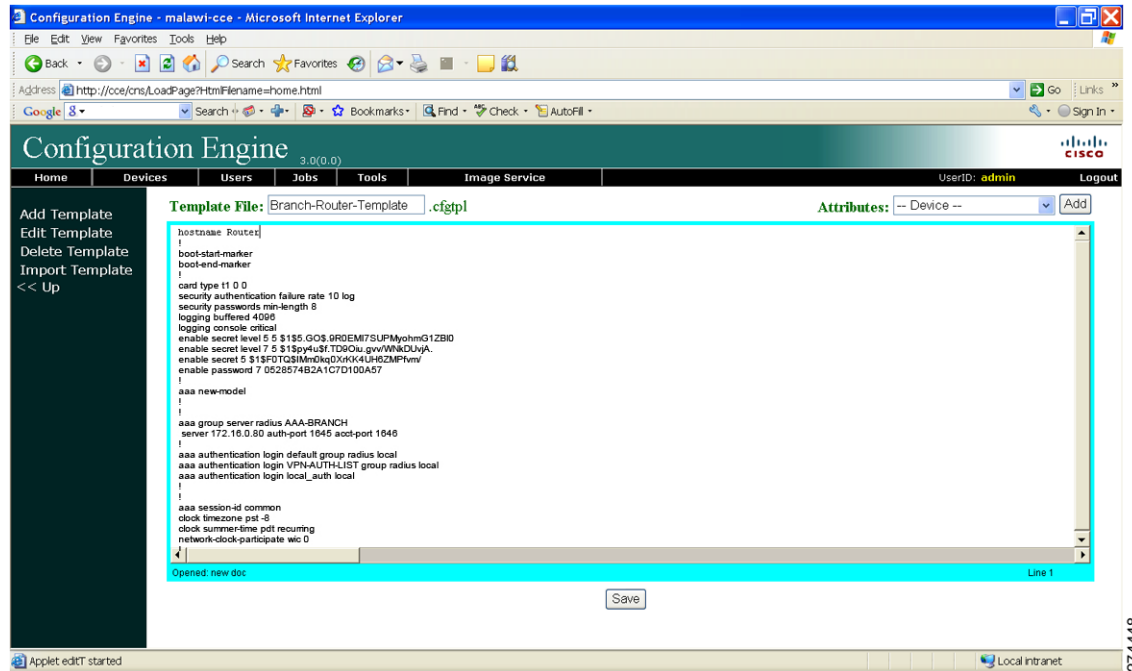 Configuration Engine - malawi-cce - Microsoft Internet Explorer
File Edit View Favorites Tools Help
Back Search Favorites
Address http://cce/cns/LoadPage?HtmlFilename=home.html Go Links »
Google Search Bookmarks Find Check AutoFill Sign In
Configuration Engine 3.0(0.0)
CISCO
Home Devices Users Jobs Tools Image Service UserID: admin Logout
Add Template
Edit Template
Delete Template
Import Template
<< Up
Template File: Branch-Router-Template .cfgtpl Attributes: -- Device -- Add
hostname Router
!
boot-start-marker
boot-end-marker
!
card type t1 0 0
security authentication failure rate 10 log
security passwords min-length 8
logging buffered 4096
logging console critical
enable secret level 5 5 $1$5.GO$.9R0EMI7SUPMyohmG1ZBI0
enable secret level 7 5 $1$py4u$f.TD9Oiu.gvv/WNkDUvjA.
enable secret 5 $1$F0TQ$IMm0kq0XrKK4UH6ZMPfvm/
enable password 7 0528574B2A1C7D100A57
!
aaa new-model
!
!
aaa group server radius AAA-BRANCH
server 172.16.0.80 auth-port 1645 acct-port 1646
!
aaa authentication login default group radius local
aaa authentication login VPN-AUTH-LIST group radius local
aaa authentication login local_auth local
!
!
aaa session-id common
clock timezone pst -8
clock summer-time pdt recurring
network-clock-participate wic 0
!
Opened: new doc Line 1
Save
Applet editT started Local intranet